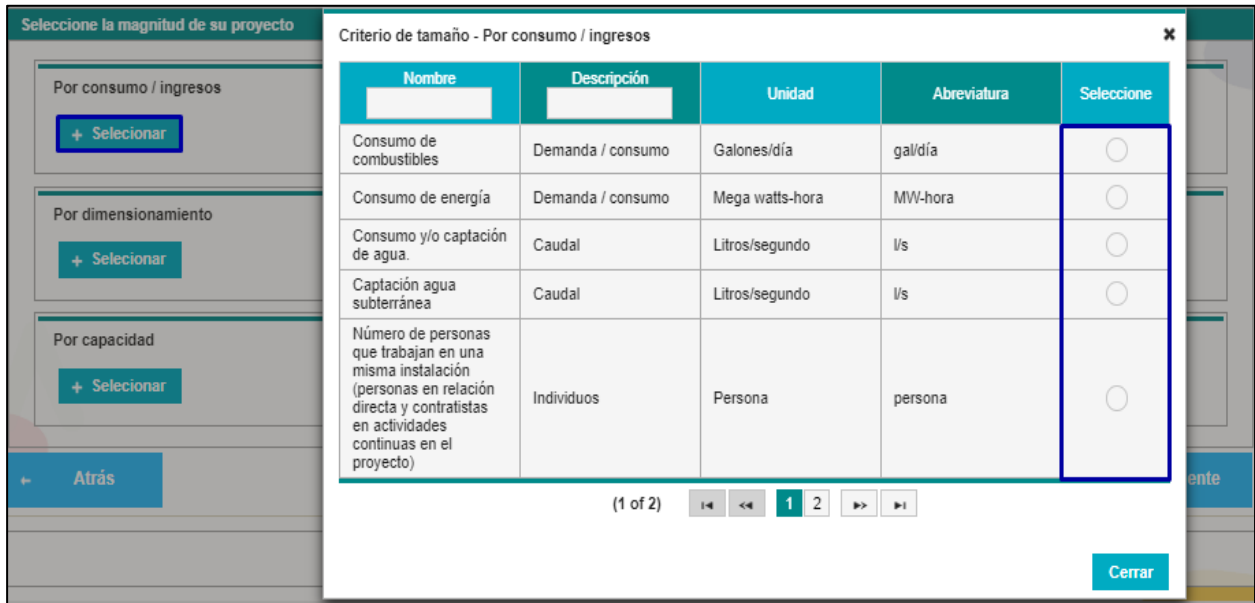 Seleccione la magnitud de su proyecto
Por consumo / ingresos
+ Selecionar
Por dimensionamiento
+ Selecionar
Por capacidad
+ Selecionar
Atrás
ente
Criterio de tamaño - Por consumo / ingresos
Nombre
Descripción
Unidad
Abreviatura
Seleccione
Consumo de
combustibles
Demanda / consumo
Galones/día
gal/día
Consumo de energía
Demanda / consumo
Mega watts-hora
MW-hora
Consumo y/o captación
de agua.
Caudal
Litros/segundo
l/s
Captación agua
subterránea
Caudal
Litros/segundo
l/s
Número de personas
que trabajan en una
misma instalación
(personas en relación
directa y contratistas
en actividades
continuas en el
proyecto)
Individuos
Persona
persona
(1 of 2)
1
2
Cerrar